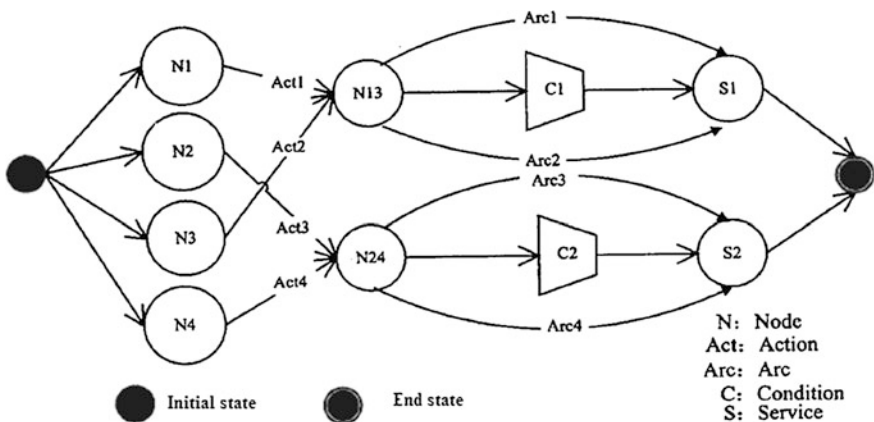 Arc1
N1
Act1
N13
C1
S1
N2
Act2
Arc2
Arc3
N3
Act3
N24
C2
S2
Act4
N4
Arc4
N: Node
Act: Action
Arc: Arc
C: Condition
S: Service
Initial state
End state